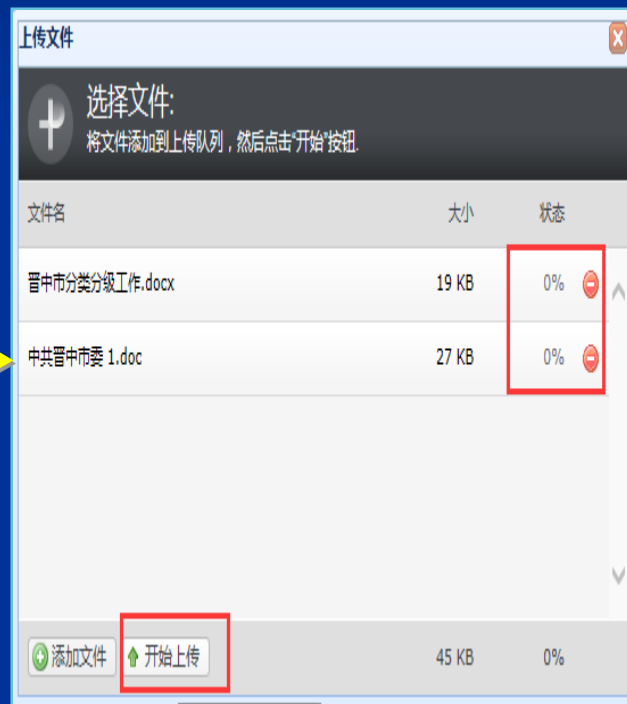 上传文件
选择文件:
将文件添加到上传队列，然后点击“开始”按钮.
文件名 大小 状态
晋中市分类分级工作.docx 19 KB 0%
中共晋中市委 1.doc 27 KB 0%
添加文件 开始上传 45 KB 0%